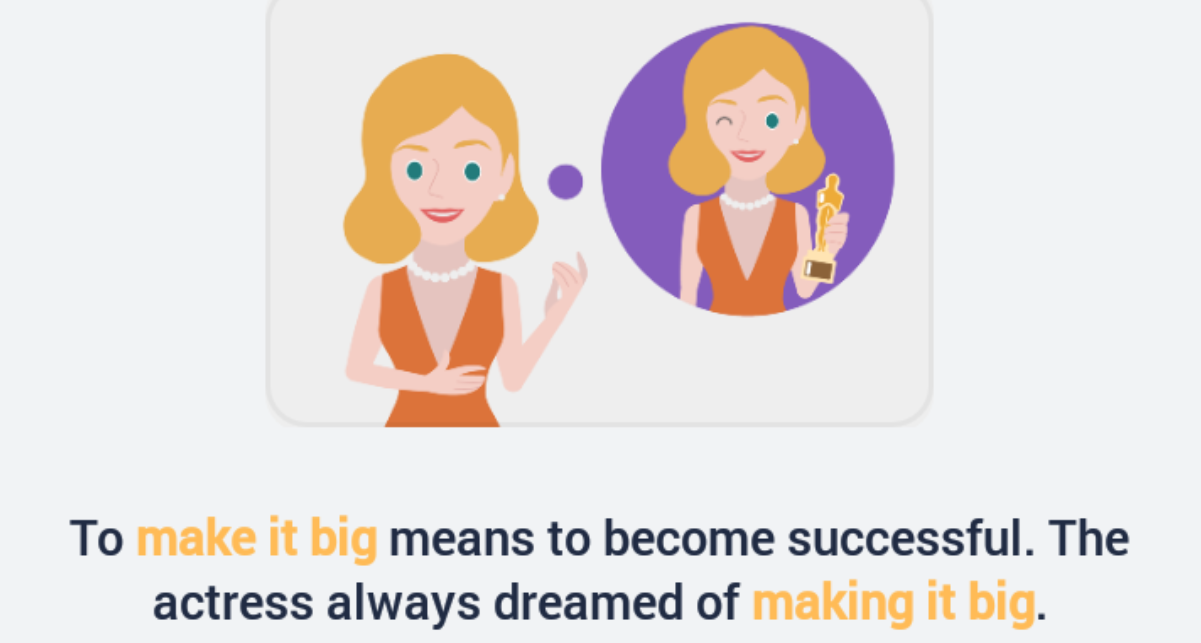 To make it big means to become successful. The
actress always dreamed of making it big.